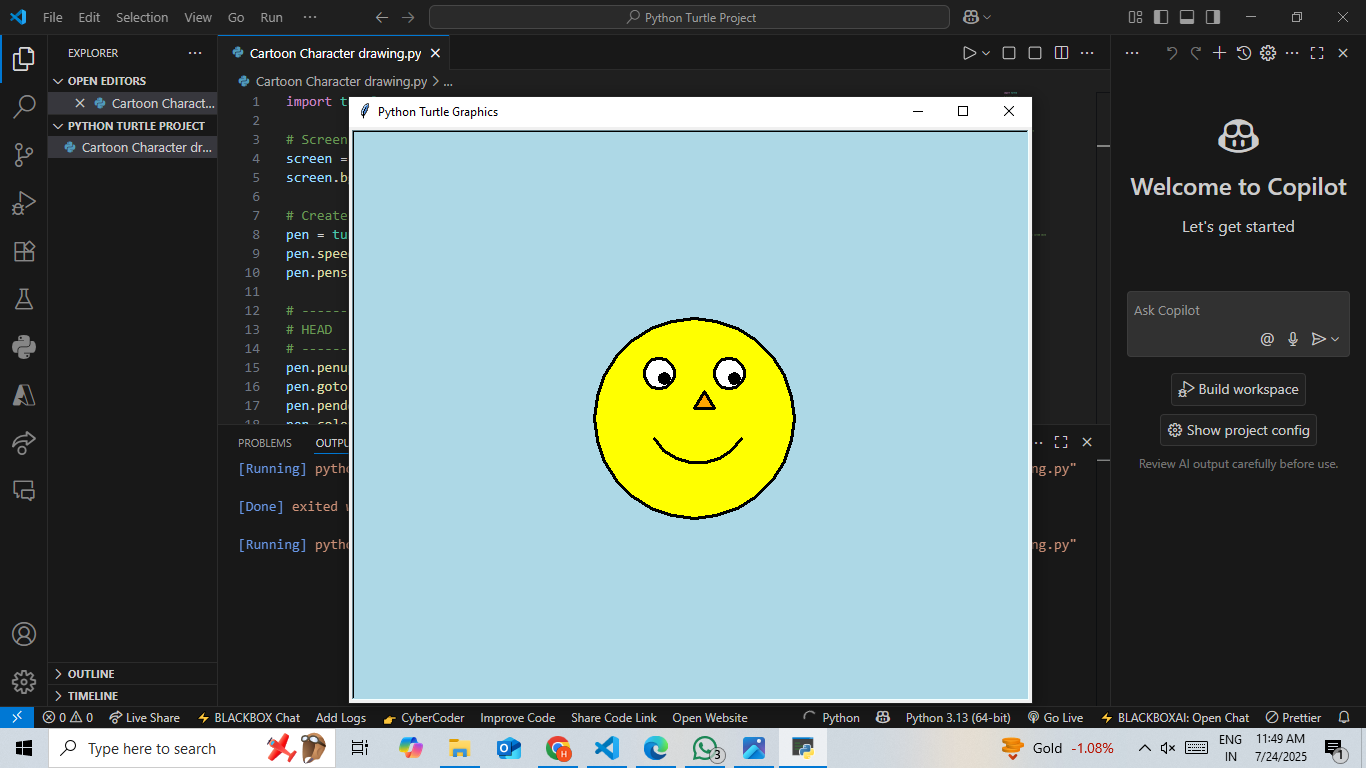 File Edit Selection View Go Run ··· Python Turtle Project
EXPLORER ···
OPEN EDITORS
Cartoon Charact...
PYTHON TURTLE PROJECT
Cartoon Character dr...
OUTLINE
TIMELINE
Cartoon Character drawing.py
Cartoon Character drawing.py > ...
1 import t
2
3 # Screen
4 screen =
5 screen.b
6
7 # Create
8 pen = tu
9 pen.spee
10 pen.pens
11
12 # ------
13 # HEAD
14 # ------
15 pen.penu
16 pen.goto
17 pen.pend
Python Turtle Graphics
PROBLEMS OUTPU
[Running] pytho ng.py"
[Done] exited w
[Running] pytho ng.py"
Welcome to Copilot
Let's get started
Ask Copilot
Build workspace
Show project config
Review AI output carefully before use.
0 0 Live Share BLACKBOX Chat Add Logs CyberCoder Improve Code Share Code Link Open Website Python Python 3.13 (64-bit) Go Live BLACKBOXAI: Open Chat Prettier
Type here to search 3 Gold -1.08% ENG IN 11:49 AM 7/24/2025 1